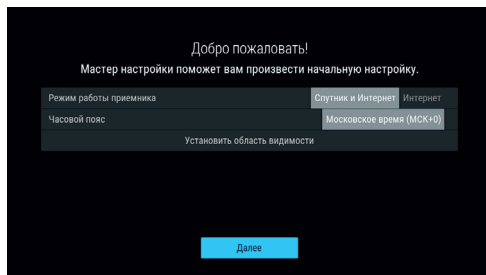 Добро пожаловать!
Мастер настройки поможет вам произвести начальную настройку.
Режим работы приемника Спутник и Интернет Интернет
Часовой пояс Московское время (МСК+0)
Установить область видимости
Далее